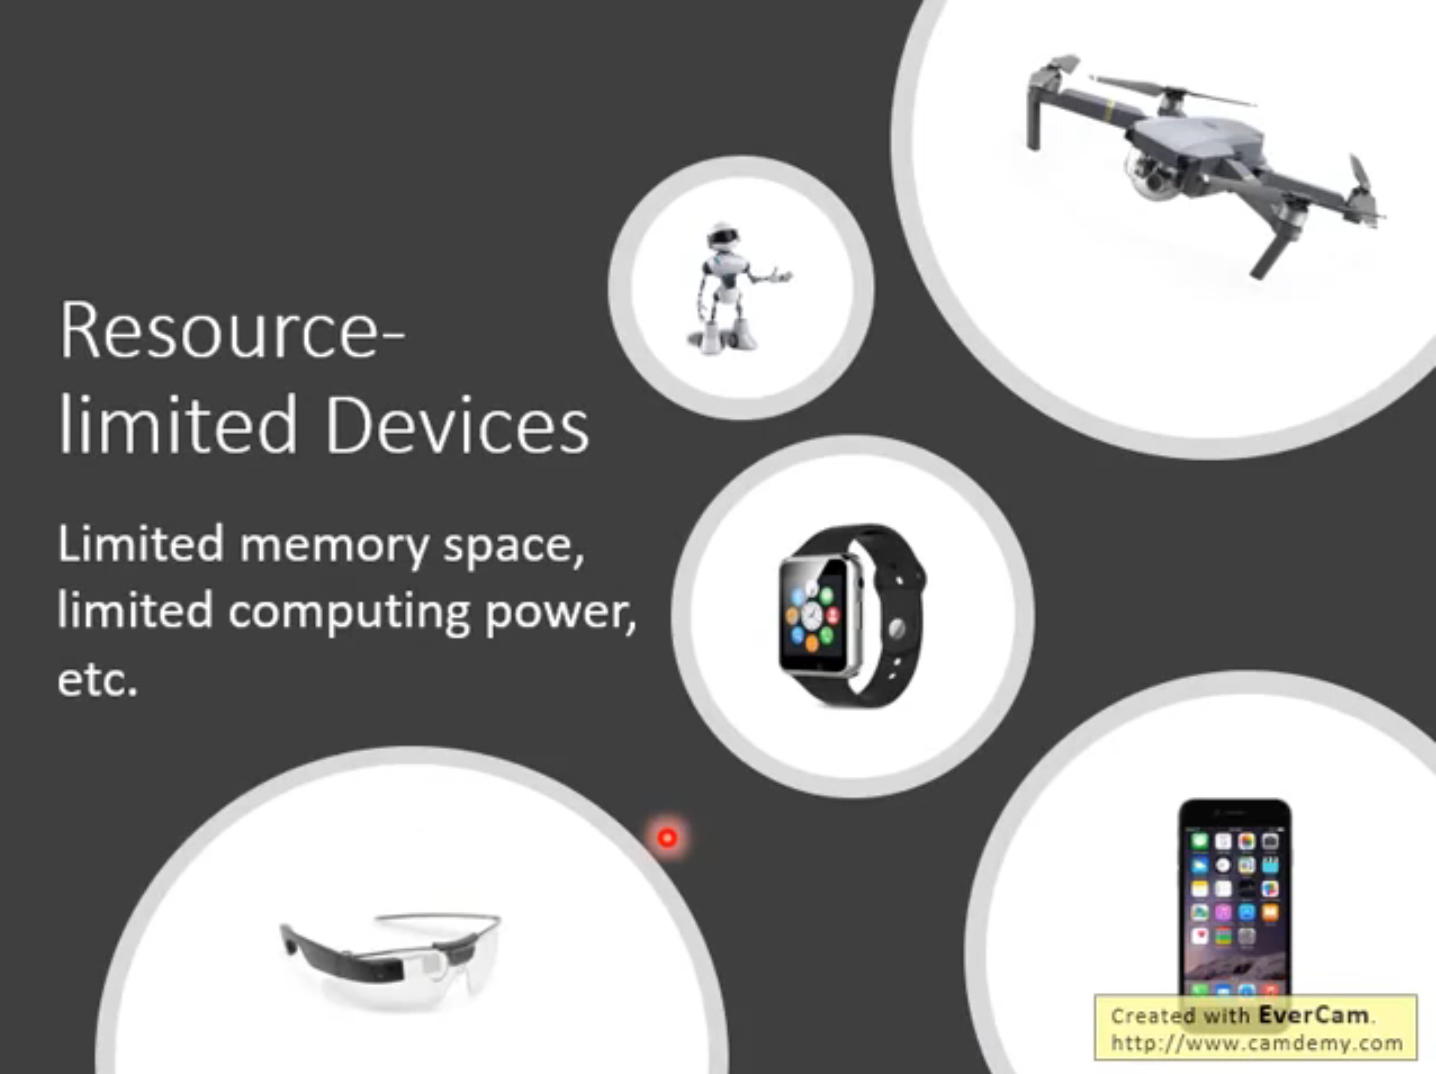 Resource-
limited Devices
Limited memory space,
limited computing power,
etc.
Created with EverCam.
http://www.camdemy.com